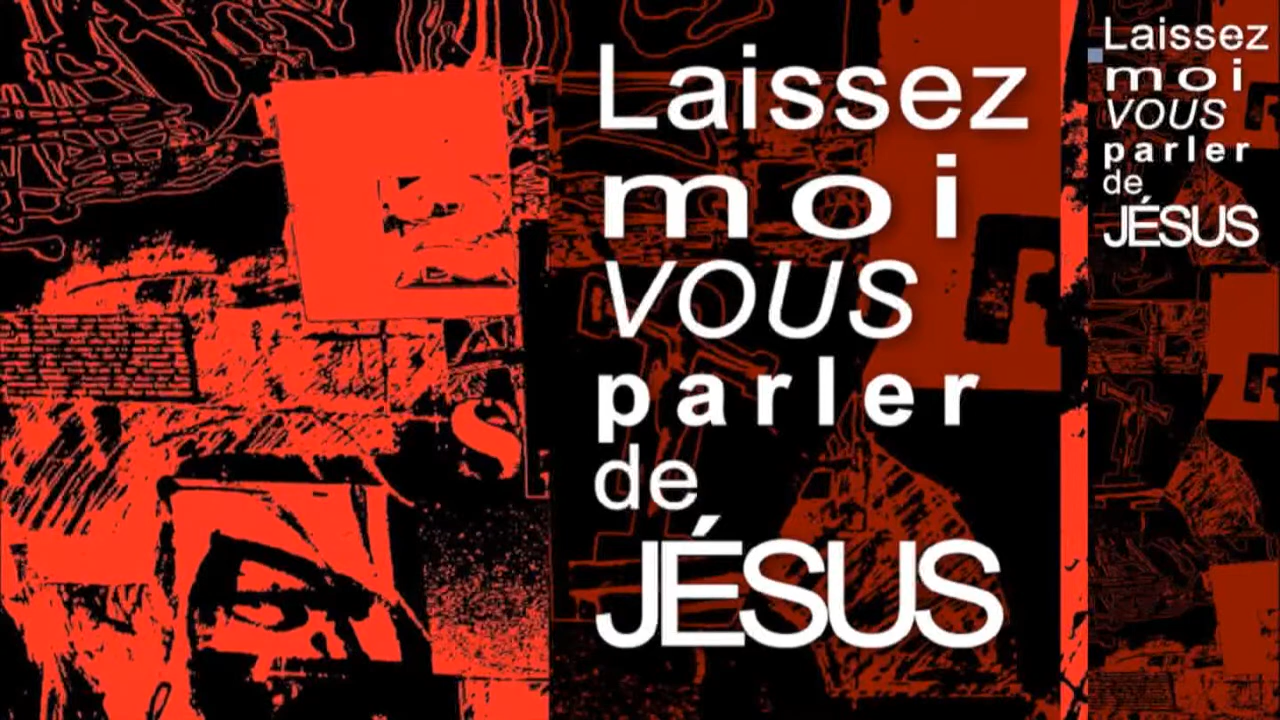 Laissez
moi
VOUS
parler
de
JÉSUS
Laissez
moi
VOUS
parler
de
JÉSUS